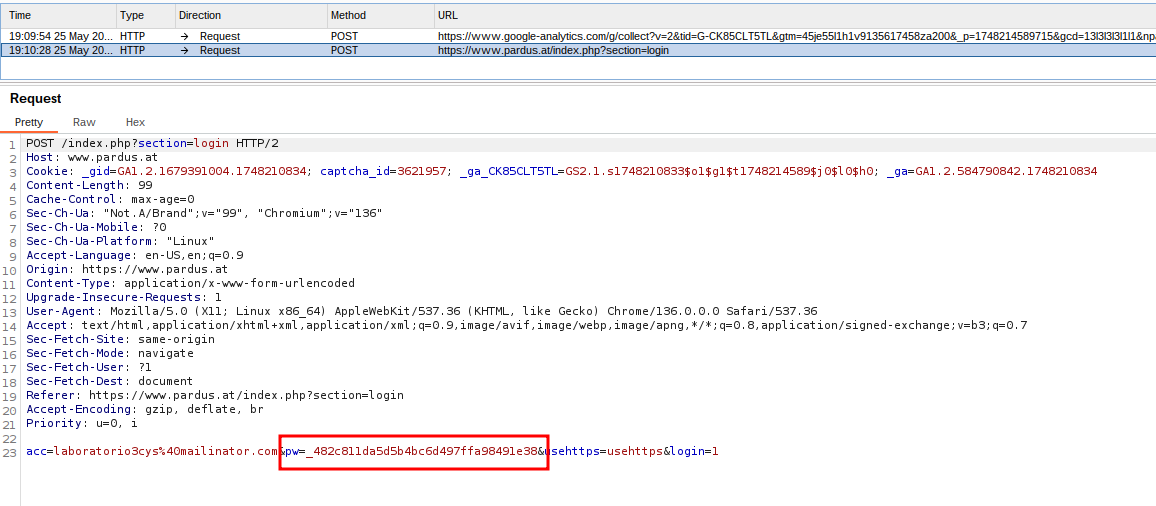 Time Type Direction Method URL
19:09:54 25 May 20... HTTP → Request POST https://www.google-analytics.com/g/collect?v=2&tid=G-CK85CLT5TL&gtm=45je55l1h1v9135617458za200&_p=1748214589715&gcd=13l3l3l3l1l1&npa
19:10:28 25 May 20... HTTP → Request POST https://www.pardus.at/index.php?section=login
Request
Pretty Raw Hex
1 POST /index.php?section=login HTTP/2
2 Host: www.pardus.at
3 Cookie: _gid=GA1.2.1679391004.1748210834; captcha_id=3621957; _ga_CK85CLT5TL=GS2.1.s1748210833$o1$g1$t1748214589$j0$l0$h0; _ga=GA1.2.584790842.1748210834
4 Content-Length: 99
5 Cache-Control: max-age=0
6 Sec-Ch-Ua: "Not.A/Brand";v="99", "Chromium";v="136"
7 Sec-Ch-Ua-Mobile: ?0
8 Sec-Ch-Ua-Platform: "Linux"
9 Accept-Language: en-US,en;q=0.9
10 Origin: https://www.pardus.at
11 Content-Type: application/x-www-form-urlencoded
12 Upgrade-Insecure-Requests: 1
13 User-Agent: Mozilla/5.0 (X11; Linux x86_64) AppleWebKit/537.36 (KHTML, like Gecko) Chrome/136.0.0.0 Safari/537.36
14 Accept: text/html,application/xhtml+xml,application/xml;q=0.9,image/avif,image/webp,image/apng,*/*;q=0.8,application/signed-exchange;v=b3;q=0.7
15 Sec-Fetch-Site: same-origin
16 Sec-Fetch-Mode: navigate
17 Sec-Fetch-User: ?1
18 Sec-Fetch-Dest: document
19 Referer: https://www.pardus.at/index.php?section=login
20 Accept-Encoding: gzip, deflate, br
21 Priority: u=0, i
22
23 acc=laboratorio3cys%40mailinator.com&pw=_482c811da5d5b4bc6d497ffa98491e38&usehttps=usehttps&login=1